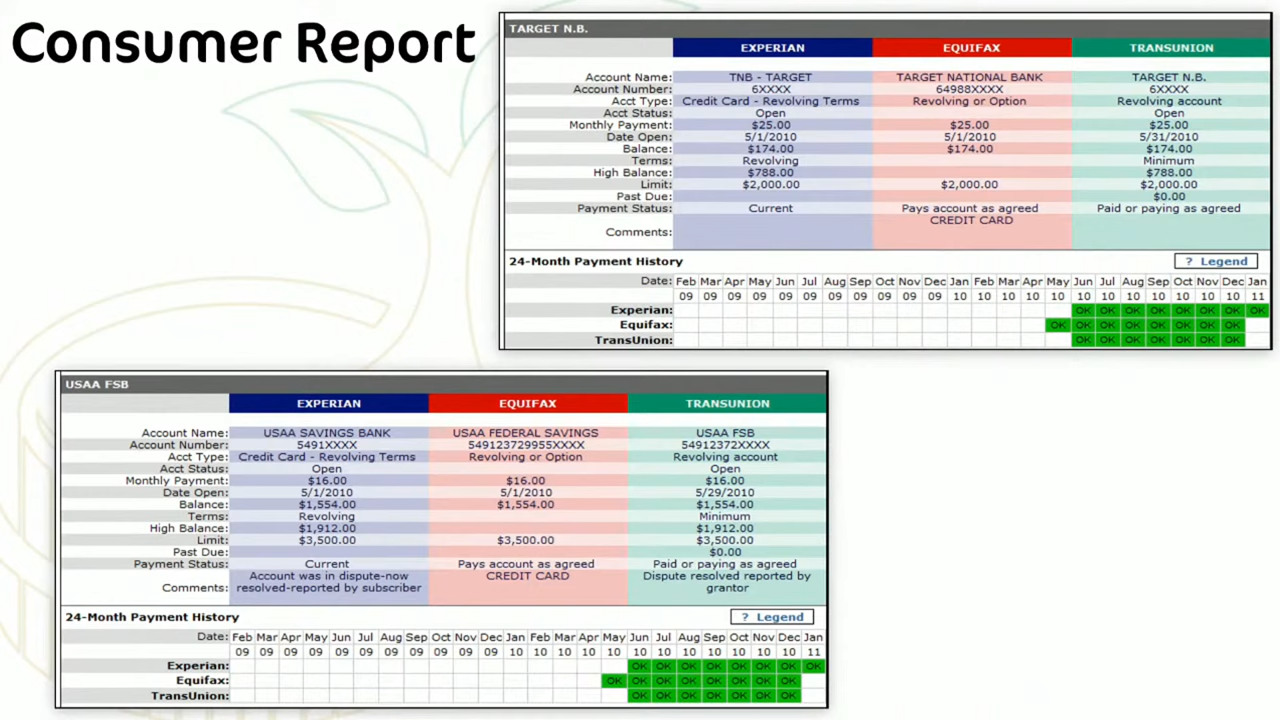 Consumer Report
TARGET N.B.
EXPERIAN EQUIFAX TRANSUNION
Account Name: TNB - TARGET TARGET NATIONAL BANK TARGET N.B.
Account Number: 6XXXX 64988XXXX 6XXXX
Acct Type: Credit Card - Revolving Terms Revolving or Option Revolving account
Acct Status: Open Open
Monthly Payment: $25.00 $25.00 $25.00
Date Open: 5/1/2010 5/1/2010 5/31/2010
Balance: $174.00 $174.00 $174.00
Terms: Revolving Minimum
High Balance: $788.00 $788.00
Limit: $2,000.00 $2,000.00 $2,000.00
Past Due: $0.00
Payment Status: Current Pays account as agreed Paid or paying as agreed
Comments: CREDIT CARD
24-Month Payment History ? Legend
Date: Feb Mar Apr May Jun Jul Aug Sep Oct Nov Dec Jan Feb Mar Apr May Jun Jul Aug Sep Oct Nov Dec Jan
09 09 09 09 09 09 09 09 09 09 09 10 10 10 10 10 10 10 10 10 10 10 10 11
Experian: OK OK OK OK OK OK OK OK
Equifax: OK OK OK OK OK OK OK OK
TransUnion: OK OK OK OK OK OK OK
USAA FSB
EXPERIAN EQUIFAX TRANSUNION
Account Name: USAA SAVINGS BANK USAA FEDERAL SAVINGS USAA FSB
Account Number: 5491XXXX 549123729955XXXX 54912372XXXX
Acct Type: Credit Card - Revolving Terms Revolving or Option Revolving account
Acct Status: Open Open
Monthly Payment: $16.00 $16.00 $16.00
Date Open: 5/1/2010 5/1/2010 5/29/2010
Balance: $1,554.00 $1,554.00 $1,554.00
Terms: Revolving Minimum
High Balance: $1,912.00 $1,912.00
Limit: $3,500.00 $3,500.00 $3,500.00
Past Due: $0.00
Payment Status: Current Pays account as agreed Paid or paying as agreed
Account was in dispute-now CREDIT CARD Dispute resolved reported by
Comments: resolved-reported by subscriber grantor
24-Month Payment History ? Legend
Date: Feb Mar Apr May Jun Jul Aug Sep Oct Nov Dec Jan Feb Mar Apr May Jun Jul Aug Sep Oct Nov Dec Jan
09 09 09 09 09 09 09 09 09 09 09 10 10 10 10 10 10 10 10 10 10 10 10 11
Experian: OK OK OK OK OK OK OK OK
Equifax: OK OK OK OK OK OK OK OK
TransUnion: OK OK OK OK OK OK OK